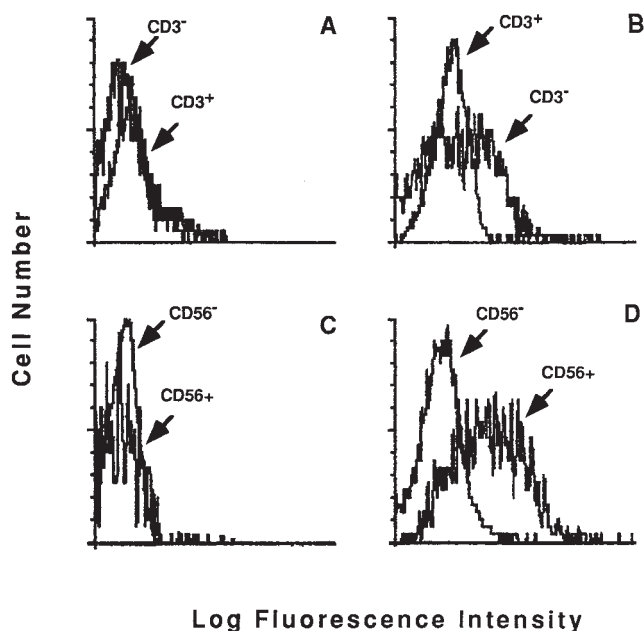 A
CD3⁻
CD3⁺
B
CD3⁺
CD3⁻
C
CD56⁻
CD56+
D
CD56⁻
CD56+
Cell Number
Log Fluorescence Intensity